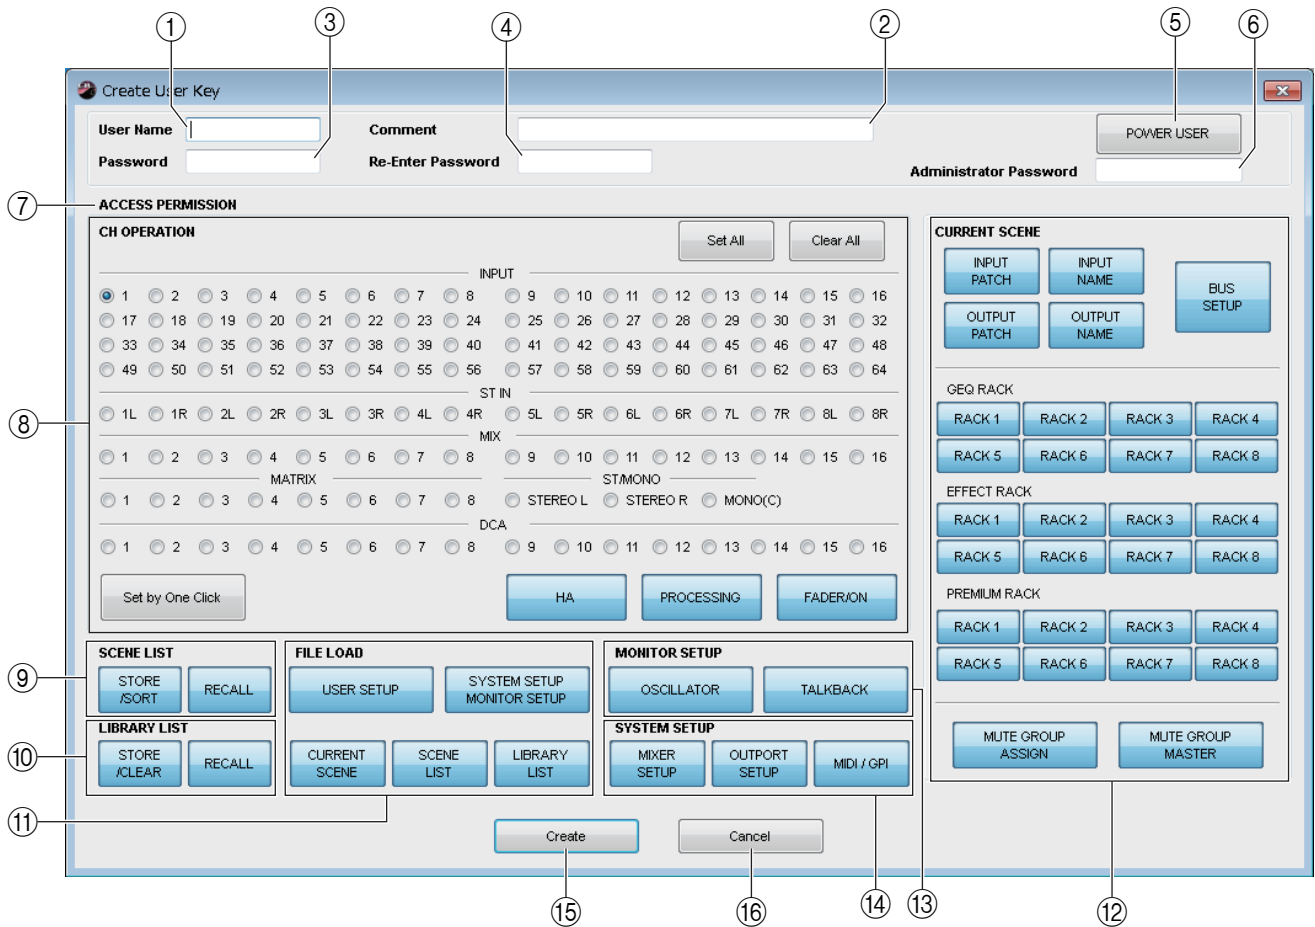 ① ③ ④ ② ⑤ ⑥
Create User Key
User Name Comment POWER USER
Password Re-Enter Password Administrator Password
⑦ ACCESS PERMISSION
CH OPERATION Set All Clear All
INPUT
1 2 3 4 5 6 7 8 9 10 11 12 13 14 15 16
17 18 19 20 21 22 23 24 25 26 27 28 29 30 31 32
33 34 35 36 37 38 39 40 41 42 43 44 45 46 47 48
49 50 51 52 53 54 55 56 57 58 59 60 61 62 63 64
ST IN
⑧ 1L 1R 2L 2R 3L 3R 4L 4R 5L 5R 6L 6R 7L 7R 8L 8R
MIX
1 2 3 4 5 6 7 8 9 10 11 12 13 14 15 16
MATRIX ST/MONO
1 2 3 4 5 6 7 8 STEREO L STEREO R MONO(C)
DCA
1 2 3 4 5 6 7 8 9 10 11 12 13 14 15 16
Set by One Click HA PROCESSING FADER/ON
CURRENT SCENE
INPUT PATCH
INPUT NAME
BUS SETUP
OUTPUT PATCH
OUTPUT NAME
GEQ RACK
RACK 1 RACK 2 RACK 3 RACK 4
RACK 5 RACK 6 RACK 7 RACK 8
EFFECT RACK
RACK 1 RACK 2 RACK 3 RACK 4
RACK 5 RACK 6 RACK 7 RACK 8
PREMIUM RACK
RACK 1 RACK 2 RACK 3 RACK 4
RACK 5 RACK 6 RACK 7 RACK 8
MUTE GROUP ASSIGN
MUTE GROUP MASTER
⑨ SCENE LIST
STORE /SORT
RECALL
⑩ LIBRARY LIST
STORE /CLEAR
RECALL
FILE LOAD
USER SETUP
SYSTEM SETUP MONITOR SETUP
CURRENT SCENE
SCENE LIST
LIBRARY LIST
MONITOR SETUP
OSCILLATOR TALKBACK
SYSTEM SETUP
MIXER SETUP
OUTPORT SETUP
MIDI / GPI
⑪
Create Cancel
⑮ ⑯ ⑭ ⑬ ⑫